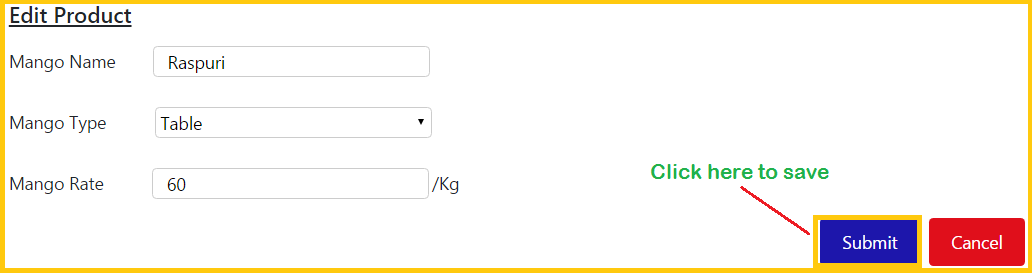 Edit Product
Mango Name Raspuri
Mango Type Table
Mango Rate 60 /Kg
Click here to save
Submit Cancel